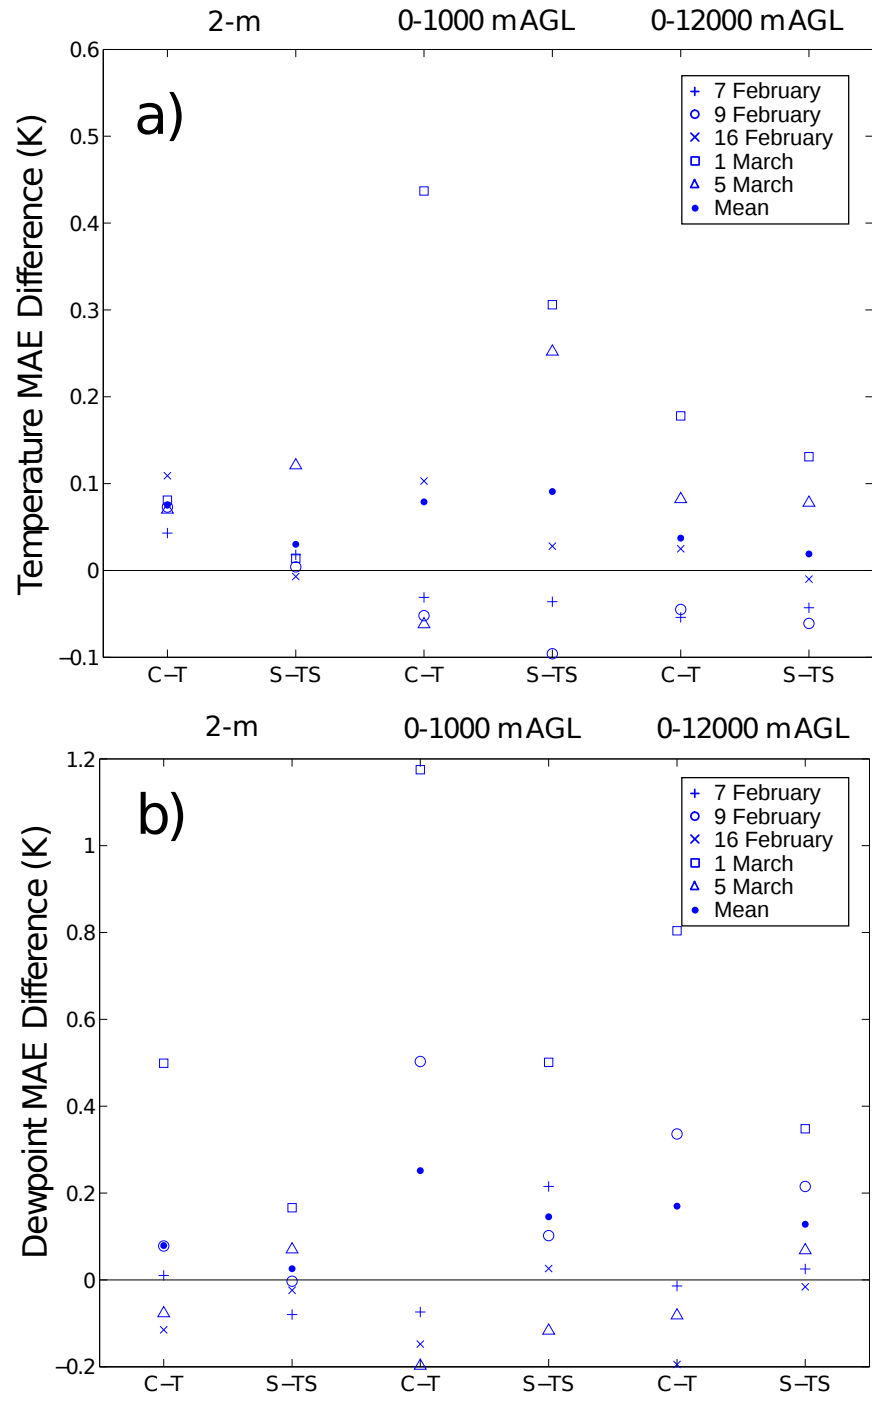 2-m 0-1000 mAGL 0-12000 mAGL
a)
Temperature MAE Difference (K)
0.6
0.5
0.4
0.3
0.2
0.1
0
−0.1
7 February
9 February
16 February
1 March
5 March
Mean
C−T S−TS C−T S−TS C−T S−TS
2-m 0-1000 mAGL 0-12000 mAGL
b)
Dewpoint MAE Difference (K)
1.2
1
0.8
0.6
0.4
0.2
0
−0.2
7 February
9 February
16 February
1 March
5 March
Mean
C−T S−TS C−T S−TS C−T S−TS